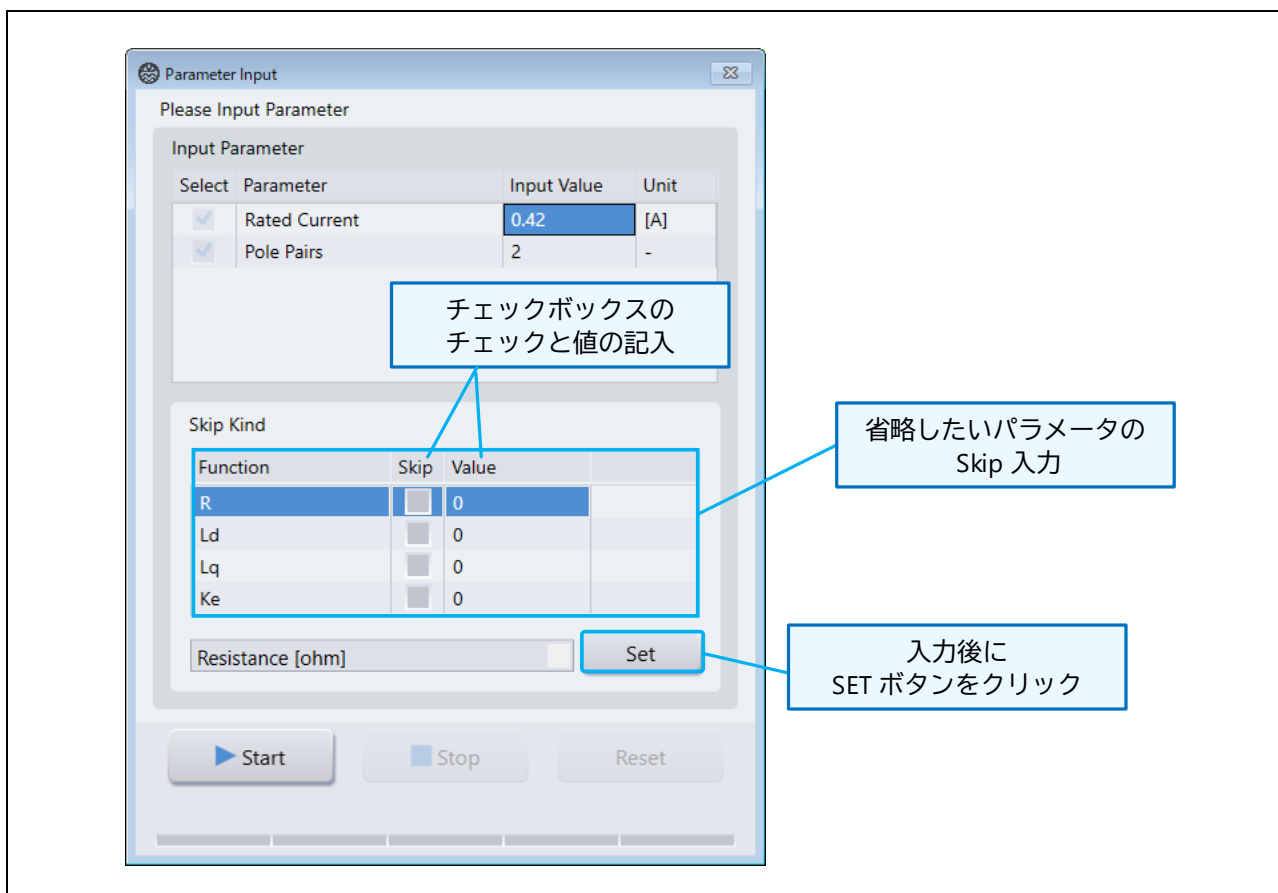 Parameter Input
Please Input Parameter
Input Parameter
Select Parameter Input Value Unit
Rated Current 0.42 [A]
Pole Pairs 2 -
チェックボックスの
チェックと値の記入
Skip Kind
Function Skip Value
R 0
Ld 0
Lq 0
Ke 0
Resistance [ohm] Set
省略したいパラメータの
Skip 入力
入力後に
SET ボタンをクリック
Start Stop Reset